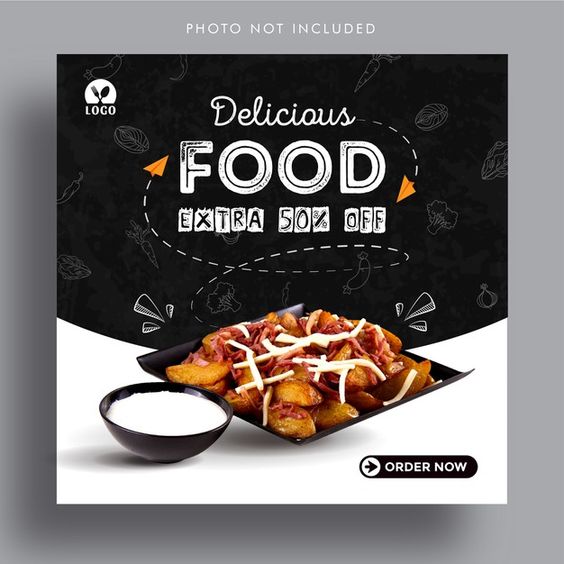 PHOTO NOT INCLUDED
LOGO
Delicious
FOOD
EXTRA 50% OFF
ORDER NOW